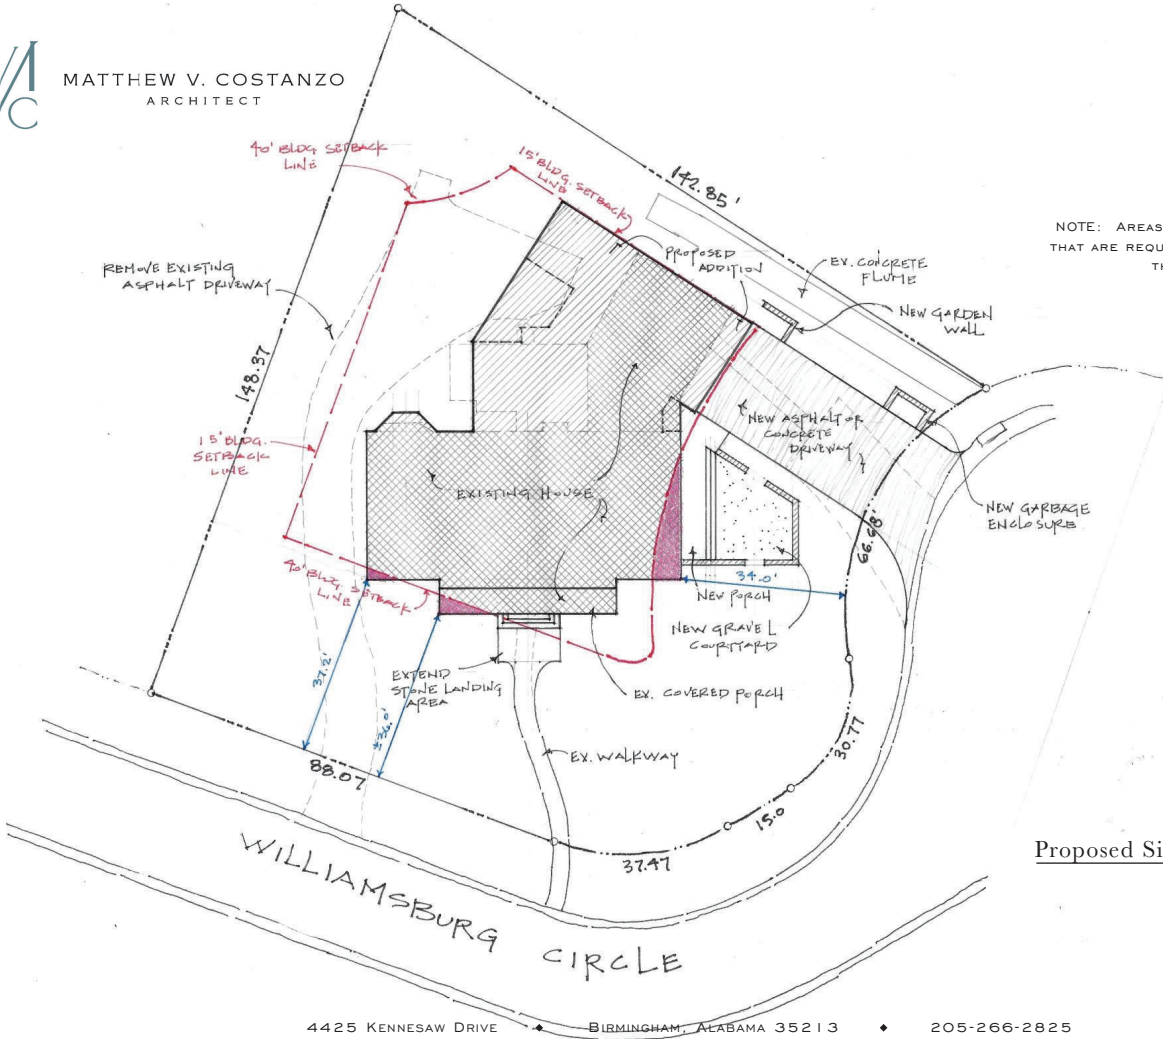 MATTHEW V. COSTANZO
ARCHITECT
40' BLDG SETBACK
LINE
15' BLDG. SETBACK
LINE
142.85'
NOTE: AREAS
THAT ARE REQU
TH
PROPOSED
ADDITION
EX. CONCRETE
FLUME
REMOVE EXISTING
ASPHALT DRIVEWAY
NEW GARDEN
WALL
148.37
NEW ASPHALT OR
CONCRETE
DRIVEWAY
15' BLDG.
SETBACK
LINE
EXISTING HOUSE
NEW GARBAGE
ENCLOSURE
66.68'
40' BLDG. SETBACK
LINE
34.0'
NEW PORCH
NEW GRAVEL
COURTYARD
37.2'
EXTEND
STONE LANDING
AREA
EX. COVERED PORCH
EX. WALKWAY
30.77
88.07
15.0
37.47
Proposed Si
WILLIAMSBURG CIRCLE
4425 KENNESAW DRIVE ◆ BIRMINGHAM, ALABAMA 35213 ◆ 205-266-2825